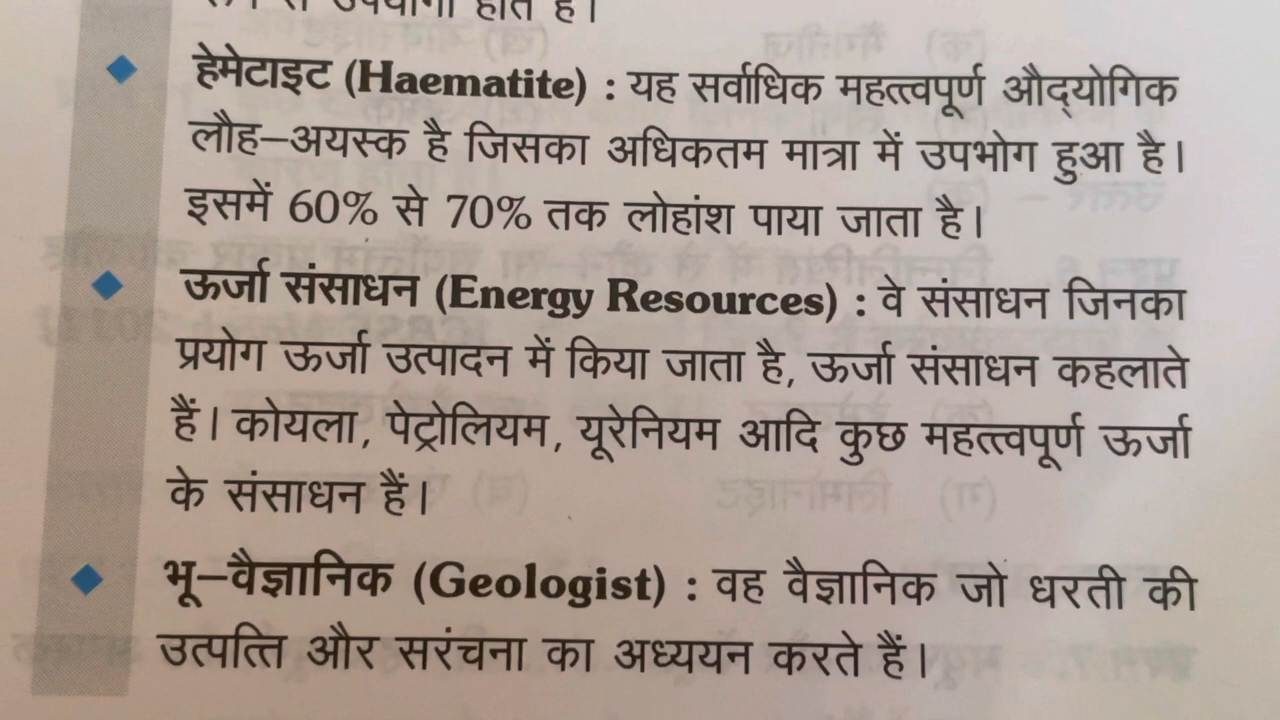 उपयोगी होते हैं।
हेमेटाइट (Haematite) : यह सर्वाधिक महत्त्वपूर्ण औद्योगिक
लौह–अयस्क है जिसका अधिकतम मात्रा में उपभोग हुआ है।
इसमें 60% से 70% तक लोहांश पाया जाता है।
ऊर्जा संसाधन (Energy Resources) : वे संसाधन जिनका
प्रयोग ऊर्जा उत्पादन में किया जाता है, ऊर्जा संसाधन कहलाते
हैं। कोयला, पेट्रोलियम, यूरेनियम आदि कुछ महत्त्वपूर्ण ऊर्जा
के संसाधन हैं।
भू–वैज्ञानिक (Geologist) : वह वैज्ञानिक जो धरती की
उत्पत्ति और सरंचना का अध्ययन करते हैं।